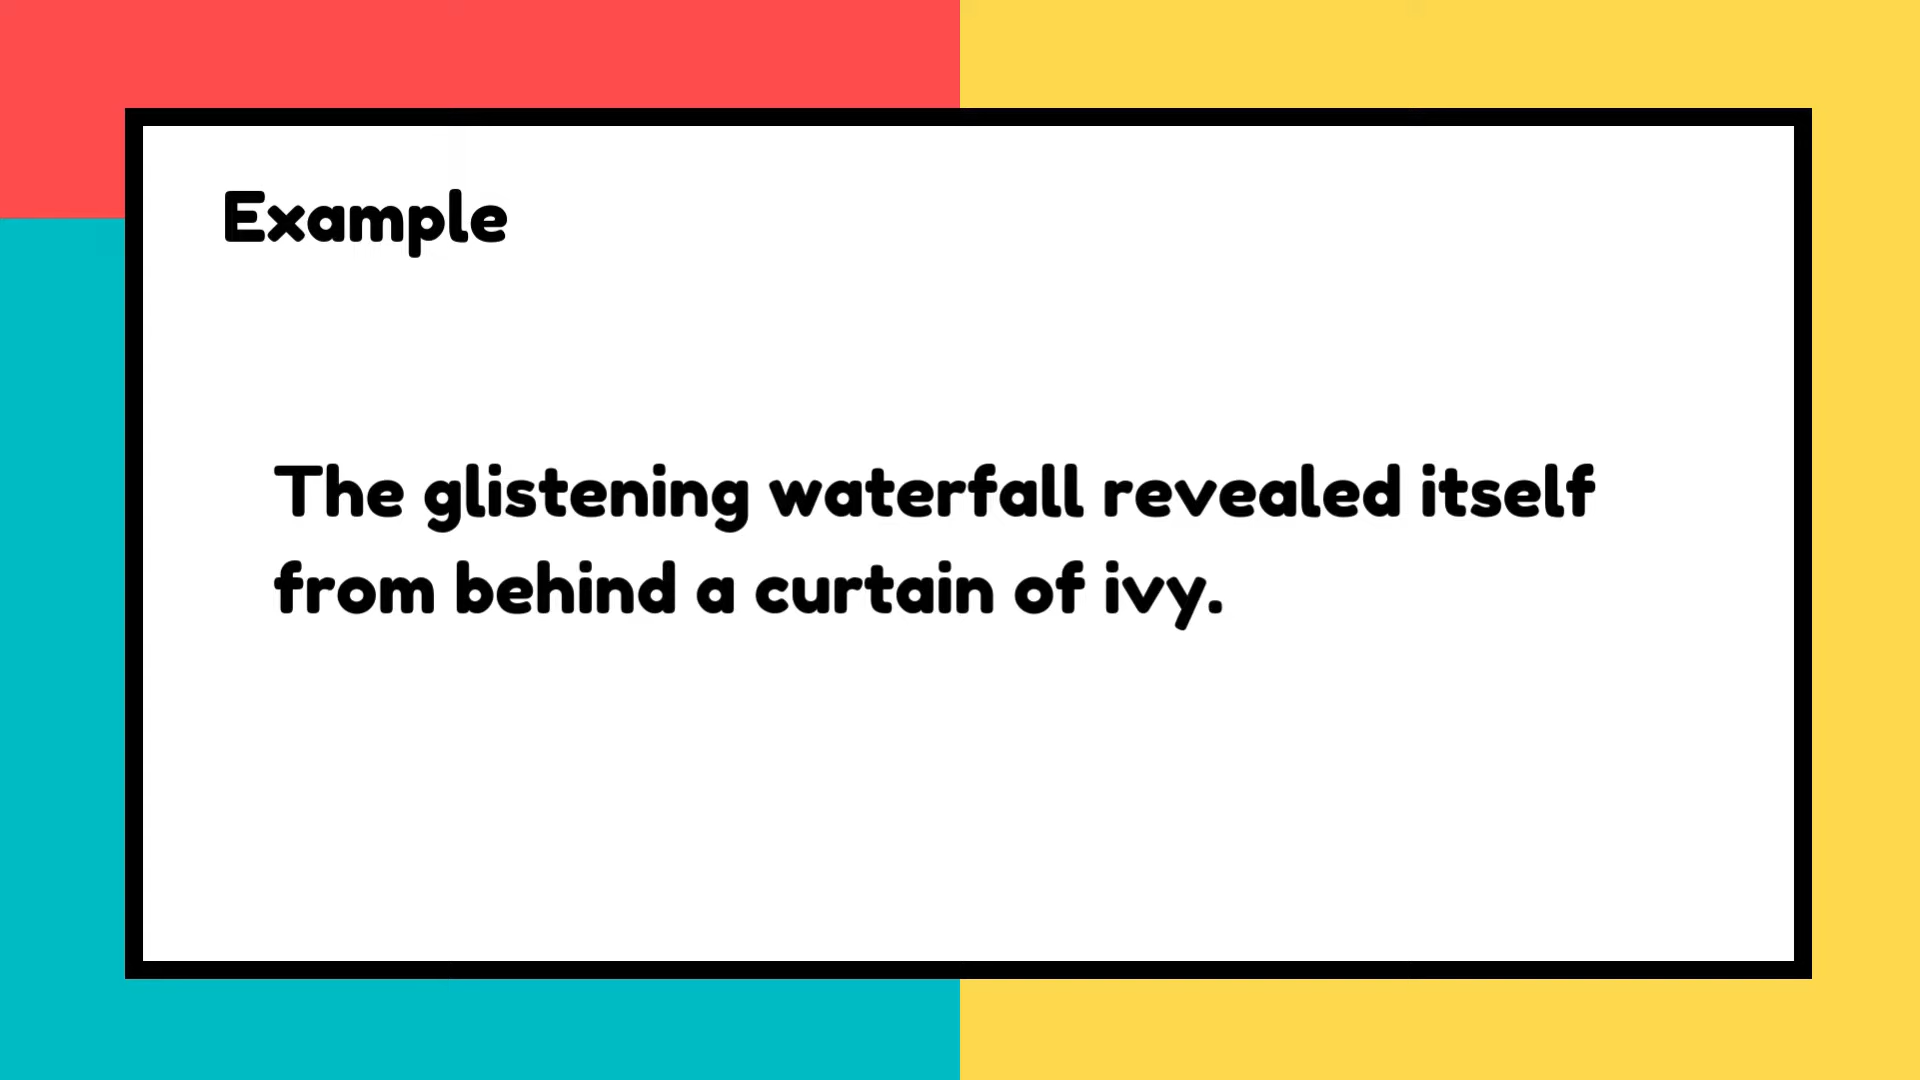 Example
The glistening waterfall revealed itself
from behind a curtain of ivy.